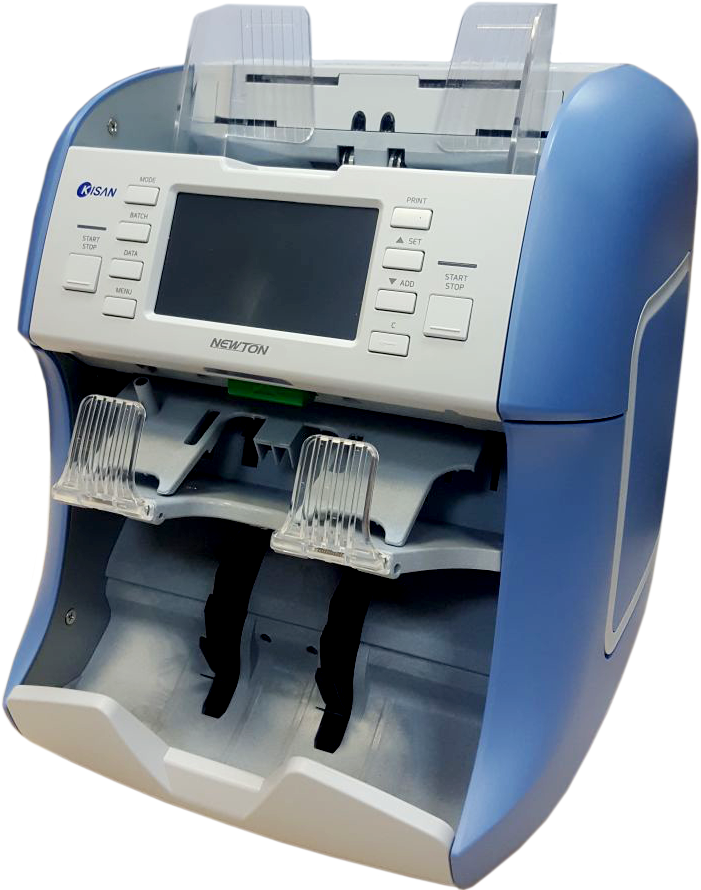 KISAN
MODE
BATCH
START
STOP
DATA
MENU
PRINT
▲ SET
START
STOP
▼ ADD
C
NEWTON